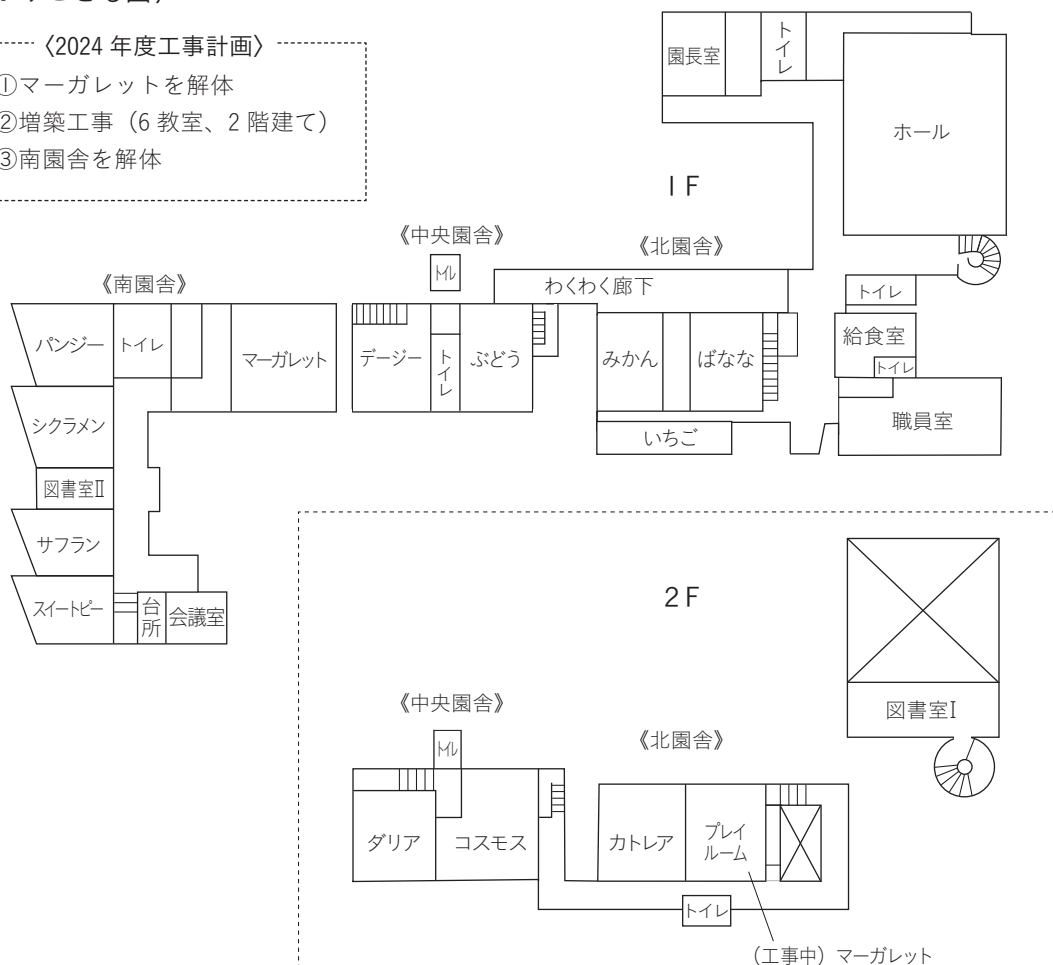 〈2024 年度工事計画〉
①マーガレットを解体
②増築工事（6 教室、2 階建て）
③南園舎を解体
園長室
トイレ
ホール
1F
《中央園舎》
《北園舎》
トイレ
《南園舎》
わくわく廊下
トイレ
パンジー
トイレ
マーガレット
デージー
トイレ
ぶどう
みかん
ばなな
給食室
トイレ
シクラメン
いちご
職員室
図書室Ⅱ
サフラン
スイートピー
台所
会議室
2F
図書室Ⅰ
《中央園舎》
《北園舎》
トイレ
ダリア
コスモス
カトレア
プレイ
ルーム
トイレ
（工事中）マーガレット